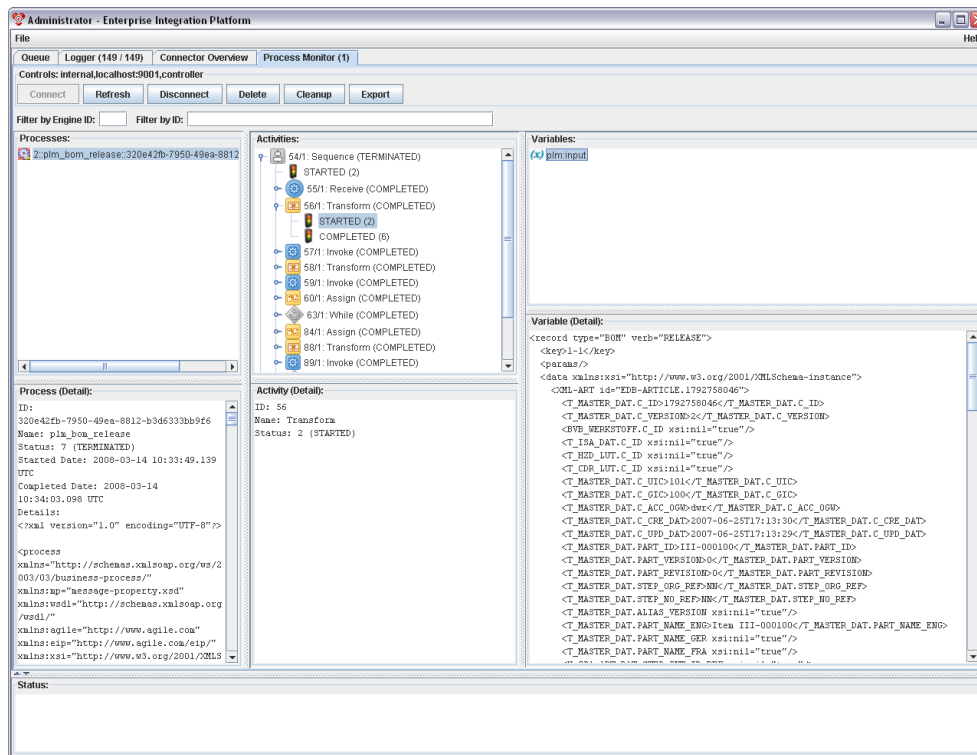 Administrator - Enterprise Integration Platform
File
Hel
Queue
Logger (149 / 149)
Connector Overview
Process Monitor (1)
Controls: internal,localhost:9001,controller
Connect
Refresh
Disconnect
Delete
Cleanup
Export
Filter by Engine ID:
Filter by ID:
Processes:
2::plm_bom_release::320e42fb-7950-49ea-8812
Activities:
54/1: Sequence (TERMINATED)
STARTED (2)
55/1: Receive (COMPLETED)
56/1: Transform (COMPLETED)
STARTED (2)
COMPLETED (6)
57/1: Invoke (COMPLETED)
58/1: Transform (COMPLETED)
59/1: Invoke (COMPLETED)
60/1: Assign (COMPLETED)
63/1: While (COMPLETED)
84/1: Assign (COMPLETED)
88/1: Transform (COMPLETED)
89/1: Invoke (COMPLETED)
Variables:
(x) plm:input
Process (Detail):
ID:
320e42fb-7950-49ea-8812-b3d6333bb9f6
Name: plm_bom_release
Status: 7 (TERMINATED)
Started Date: 2008-03-14 10:33:49.139
UTC
Completed Date: 2008-03-14
10:34:03.098 UTC
Details:
<?xml version="1.0" encoding="UTF-8"?>
<process
xmlns="http://schemas.xmlsoap.org/ws/2
003/03/business-process/"
xmlns:mp="message-property.xsd"
xmlns:wsdl="http://schemas.xmlsoap.org
/wsdl/"
xmlns:agile="http://www.agile.com"
xmlns:eip="http://www.agile.com/eip/"
xmlns:xsi="http://www.w3.org/2001/XMLS
Activity (Detail):
ID: 56
Name: Transform
Status: 2 (STARTED)
Variable (Detail):
<record type="BOM" verb="RELEASE">
<key>1-1</key>
<params/>
<data xmlns:xsi="http://www.w3.org/2001/XMLSchema-instance">
<XML-ART id="EDB-ARTICLE.1792758046">
<T_MASTER_DAT.C_ID>1792758046</T_MASTER_DAT.C_ID>
<T_MASTER_DAT.C_VERSION>2</T_MASTER_DAT.C_VERSION>
<BVB_WERKSTOFF.C_ID xsi:nil="true"/>
<T_ISA_DAT.C_ID xsi:nil="true"/>
<T_HZD_LUT.C_ID xsi:nil="true"/>
<T_CDR_LUT.C_ID xsi:nil="true"/>
<T_MASTER_DAT.C_UIC>101</T_MASTER_DAT.C_UIC>
<T_MASTER_DAT.C_GIC>100</T_MASTER_DAT.C_GIC>
<T_MASTER_DAT.C_ACC_OGW>dwr</T_MASTER_DAT.C_ACC_OGW>
<T_MASTER_DAT.C_CRE_DAT>2007-06-25T17:13:30</T_MASTER_DAT.C_CRE_DAT>
<T_MASTER_DAT.C_UPD_DAT>2007-06-25T17:13:29</T_MASTER_DAT.C_UPD_DAT>
<T_MASTER_DAT.PART_ID>III-000100</T_MASTER_DAT.PART_ID>
<T_MASTER_DAT.PART_VERSION>0</T_MASTER_DAT.PART_VERSION>
<T_MASTER_DAT.PART_REVISION>0</T_MASTER_DAT.PART_REVISION>
<T_MASTER_DAT.STEP_ORG_REF>NN</T_MASTER_DAT.STEP_ORG_REF>
<T_MASTER_DAT.STEP_NO_REF>NN</T_MASTER_DAT.STEP_NO_REF>
<T_MASTER_DAT.ALIAS_VERSION xsi:nil="true"/>
<T_MASTER_DAT.PART_NAME_ENG>Item III-000100</T_MASTER_DAT.PART_NAME_ENG>
<T_MASTER_DAT.PART_NAME_GER xsi:nil="true"/>
<T_MASTER_DAT.PART_NAME_FRA xsi:nil="true"/>
Status: